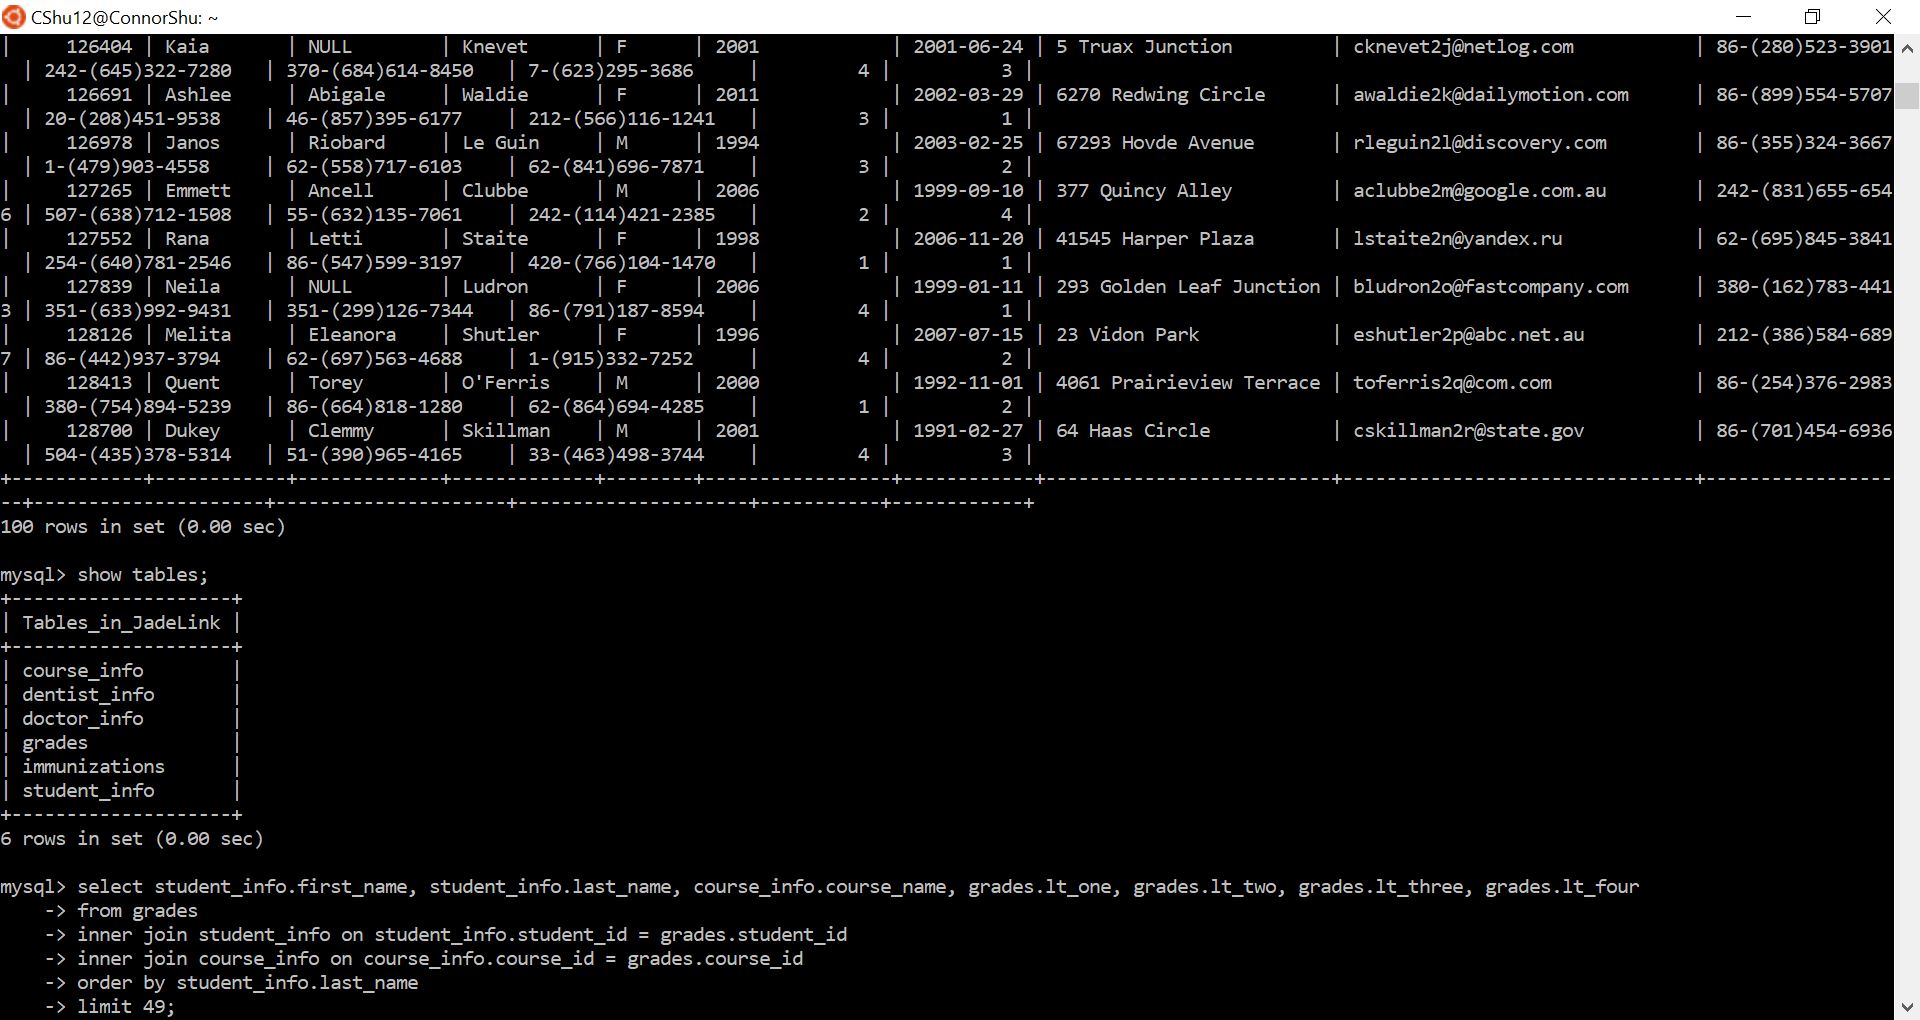 CShu12@ConnorShu: ~
| 126404 | Kaia | NULL | Knevet | F | 2001 | 2001-06-24 | 5 Truax Junction | cknevet2j@netlog.com | 86-(280)523-3901
| 242-(645)322-7280 | 370-(684)614-8450 | 7-(623)295-3686 | 4 | 3 |
| 126691 | Ashlee | Abigale | Waldie | F | 2011 | 2002-03-29 | 6270 Redwing Circle | awaldie2k@dailymotion.com | 86-(899)554-5707
| 20-(208)451-9538 | 46-(857)395-6177 | 212-(566)116-1241 | 3 | 1 |
| 126978 | Janos | Riobard | Le Guin | M | 1994 | 2003-02-25 | 67293 Hovde Avenue | rleguin2l@discovery.com | 86-(355)324-3667
| 1-(479)903-4558 | 62-(558)717-6103 | 62-(841)696-7871 | 3 | 2 |
| 127265 | Emmett | Ancell | Clubbe | M | 2006 | 1999-09-10 | 377 Quincy Alley | aclubbe2m@google.com.au | 242-(831)655-654
6 | 507-(638)712-1508 | 55-(632)135-7061 | 242-(114)421-2385 | 2 | 4 |
| 127552 | Rana | Letti | Staite | F | 1998 | 2006-11-20 | 41545 Harper Plaza | lstaite2n@yandex.ru | 62-(695)845-3841
| 254-(640)781-2546 | 86-(547)599-3197 | 420-(766)104-1470 | 1 | 1 |
| 127839 | Neila | NULL | Ludron | F | 2006 | 1999-01-11 | 293 Golden Leaf Junction | bludron2o@fastcompany.com | 380-(162)783-441
3 | 351-(633)992-9431 | 351-(299)126-7344 | 86-(791)187-8594 | 4 | 1 |
| 128126 | Melita | Eleanora | Shutler | F | 1996 | 2007-07-15 | 23 Vidon Park | eshutler2p@abc.net.au | 212-(386)584-689
7 | 86-(442)937-3794 | 62-(697)563-4688 | 1-(915)332-7252 | 4 | 2 |
| 128413 | Quent | Torey | O'Ferris | M | 2000 | 1992-11-01 | 4061 Prairieview Terrace | toferris2q@com.com | 86-(254)376-2983
| 380-(754)894-5239 | 86-(664)818-1280 | 62-(864)694-4285 | 1 | 2 |
| 128700 | Dukey | Clemmy | Skillman | M | 2001 | 1991-02-27 | 64 Haas Circle | cskillman2r@state.gov | 86-(701)454-6936
| 504-(435)378-5314 | 51-(390)965-4165 | 33-(463)498-3744 | 4 | 3 |
+------------+------------+-------------+-------------+--------+-----------------+------------+--------------------------+--------------------------------+-----------------
--+---------------------+---------------------+---------------------+-----------+------------+
100 rows in set (0.00 sec)
mysql> show tables;
+--------------------+
| Tables_in_JadeLink |
+--------------------+
| course_info |
| dentist_info |
| doctor_info |
| grades |
| immunizations |
| student_info |
+--------------------+
6 rows in set (0.00 sec)
mysql> select student_info.first_name, student_info.last_name, course_info.course_name, grades.lt_one, grades.lt_two, grades.lt_three, grades.lt_four
-> from grades
-> inner join student_info on student_info.student_id = grades.student_id
-> inner join course_info on course_info.course_id = grades.course_id
-> order by student_info.last_name
-> limit 49;